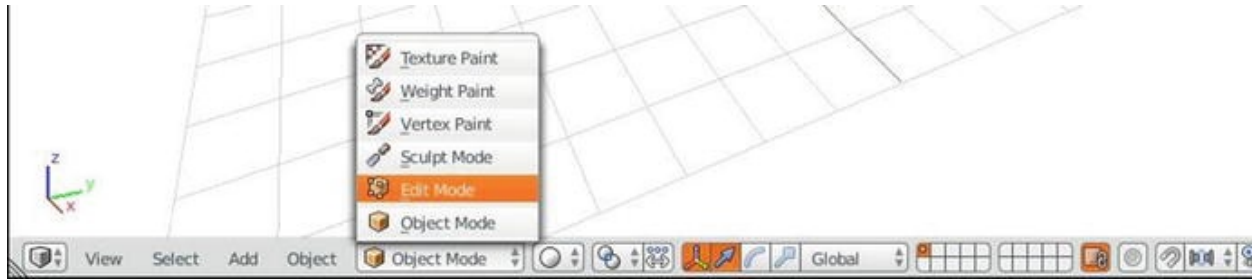 Texture Paint
Weight Paint
Vertex Paint
Sculpt Mode
Edit Mode
Object Mode
z
y
x
View Select Add Object Object Mode Global